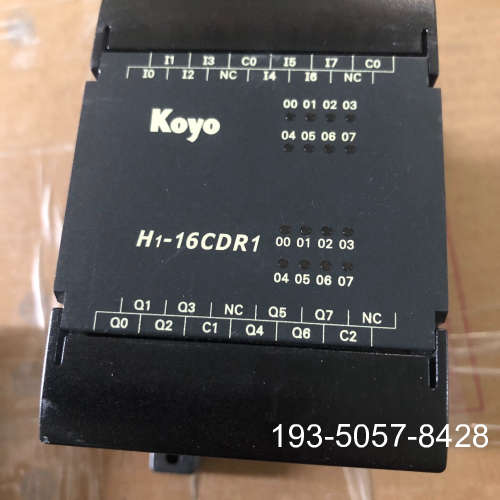 I1 I3 C0 I5 I7 C0
I0 I2 NC I4 I6 NC
00 01 02 03
Koyo
04 05 06 07
H1-16CDR1
00 01 02 03
04 05 06 07
Q1 Q3 NC Q5 Q7 NC
Q0 Q2 C1 Q4 Q6 C2
193-5057-8428